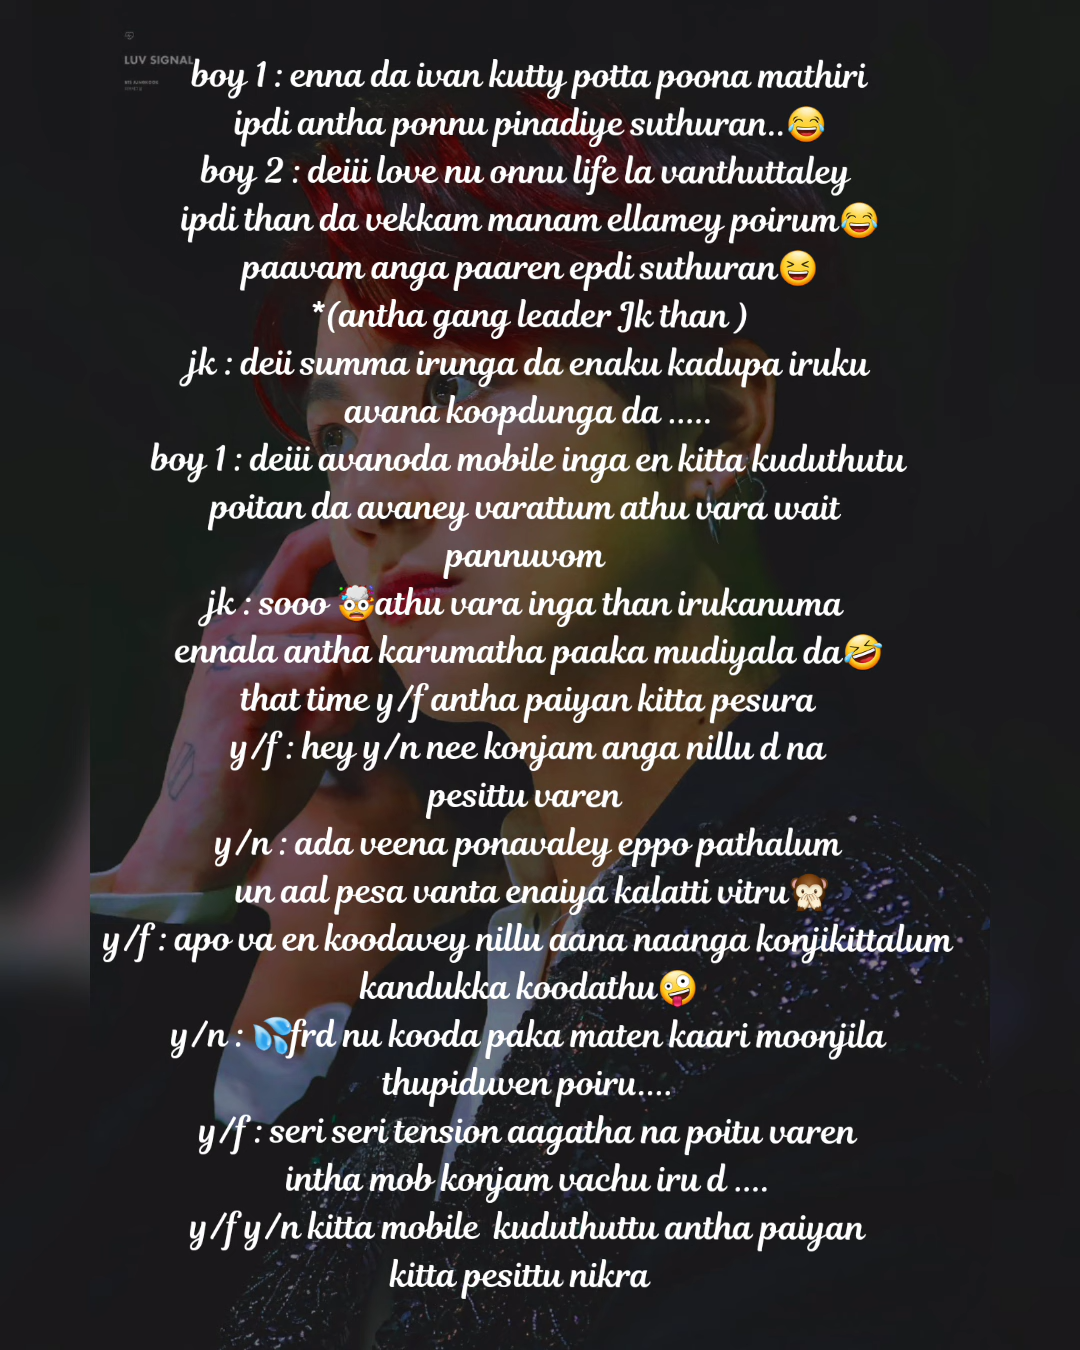 LUV SIGNAL
boy 1 : enna da ivan kutty potta poona mathiri
ipdi antha ponnu pinadiye suthuran..😂
boy 2 : deiii love nu onnu life la vanthuttaley
ipdi than da vekkam manam ellamey poirum😂
paavam anga paaren epdi suthuran😆
*(antha gang leader Jk than )
jk : deii summa irunga da enaku kadupa iruku
avana koopdunga da .....
boy 1 : deiii avanoda mobile inga en kitta kuduthutu
poitan da avaney varattum athu vara wait
pannuvom
jk : sooo 🤯athu vara inga than irukanuma
ennala antha karumatha paaka mudiyala da🤣
that time y/f antha paiyan kitta pesura
y/f : hey y/n nee konjam anga nillu d na
pesittu varen
y/n : ada veena ponavaley eppo pathalum
un aal pesa vanta enaiya kalatti vitru🙊
y/f : apo va en koodavey nillu aana naanga konjikittalum
kandukka koodathu🤪
y/n : 💦frd nu kooda paka maten kaari moonjila
thupiduven poiru....
y/f : seri seri tension aagatha na poitu varen
intha mob konjam vachu iru d ....
y/f y/n kitta mobile kuduthuttu antha paiyan
kitta pesittu nikra